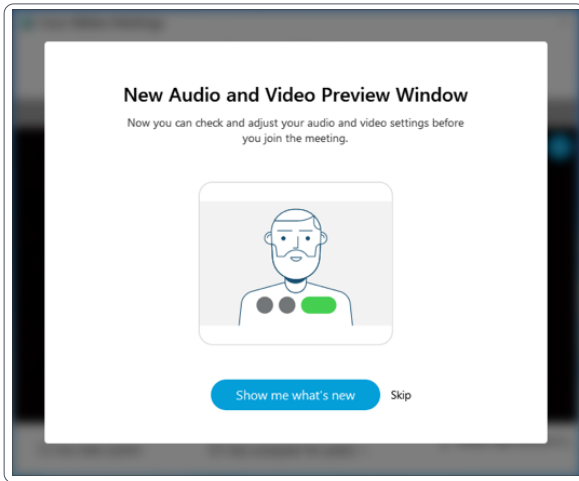 New Audio and Video Preview Window
Now you can check and adjust your audio and video settings before
you join the meeting.
Show me what's new
Skip